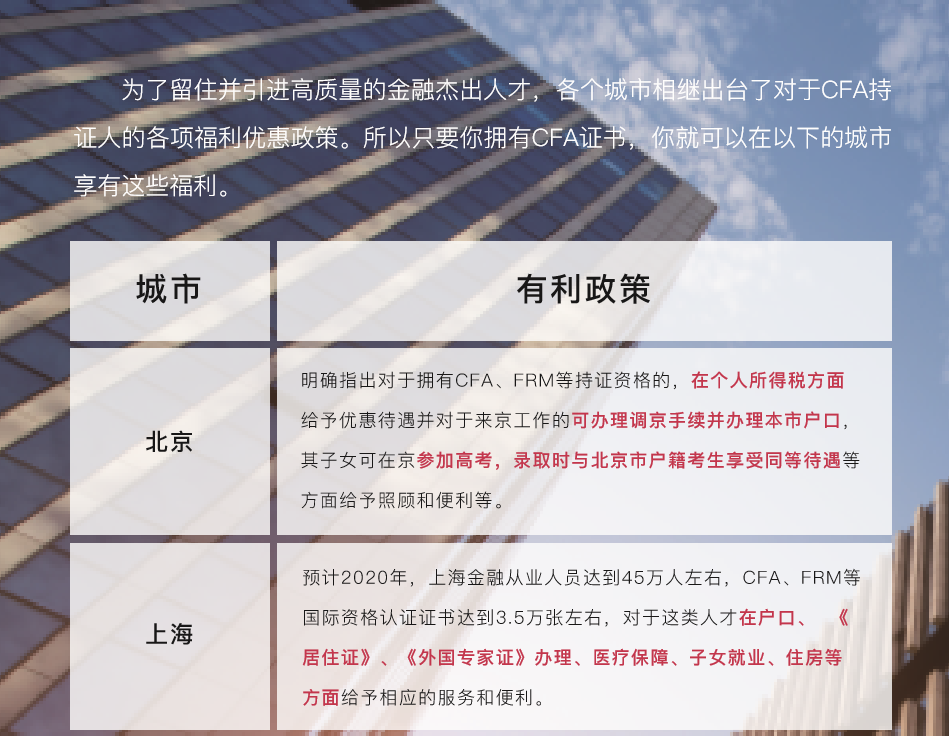 为了留住并引进高质量的金融杰出人才，各个城市相继出台了对于CFA持
证人的各项福利优惠政策。所以只要你拥有CFA证书，你就可以在以下的城市
享有这些福利。
城市
有利政策
北京
明确指出对于拥有CFA、FRM等持证资格的，在个人所得税方面
给予优惠待遇并对于来京工作的可办理调京手续并办理本市户口，
其子女可在京参加高考，录取时与北京市户籍考生享受同等待遇等
方面给予照顾和便利等。
上海
预计2020年，上海金融从业人员达到45万人左右，CFA、FRM等
国际资格认证证书达到3.5万张左右，对于这类人才在户口、 《
居住证》、《外国专家证》办理、医疗保障、子女就业、住房等
方面给予相应的服务和便利。